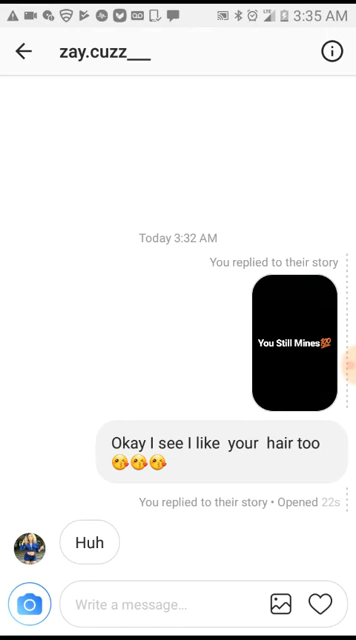 3:35 AM
zay.cuzz___
Today 3:32 AM
You replied to their story
You Still Mines💯
Okay I see I like your hair too
😘😘😘
You replied to their story • Opened 22s
Huh
Write a message...